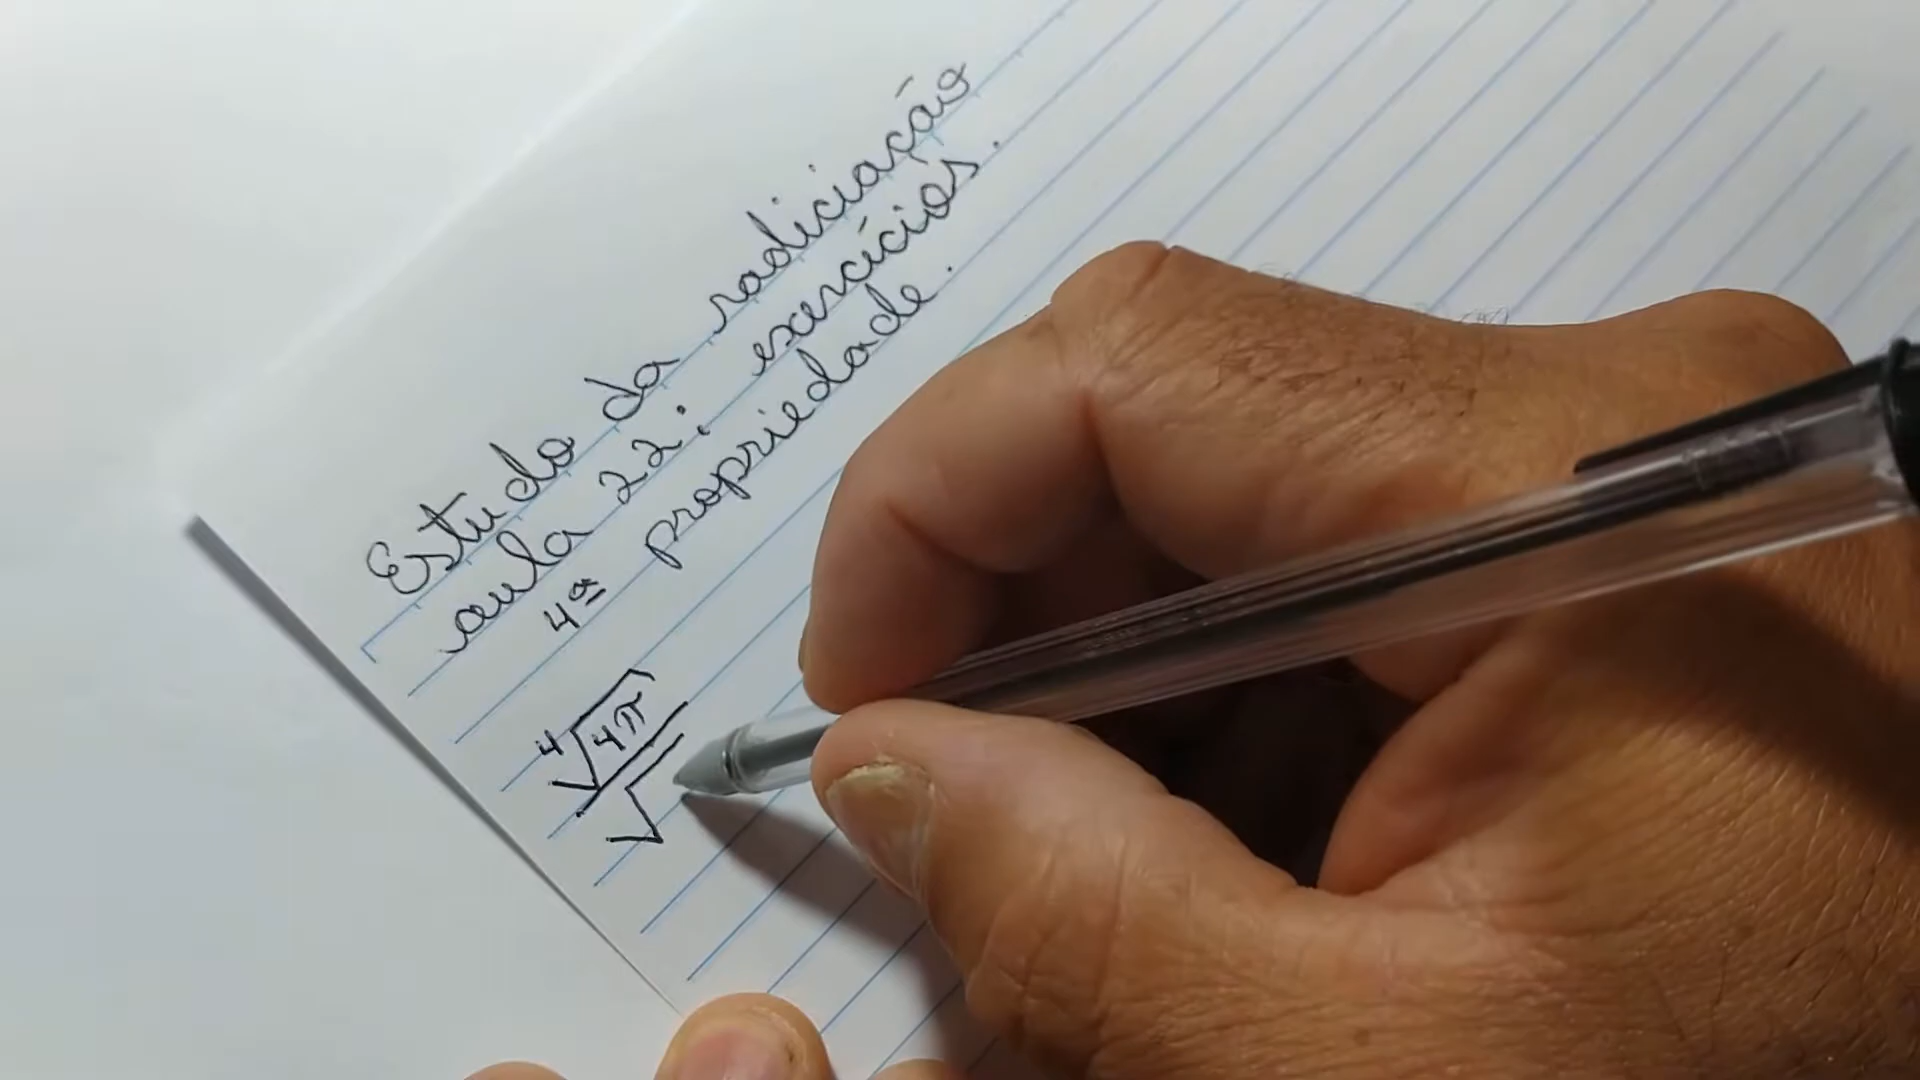 Estudo da radiciação
aula 22: exercícios.
4ª propriedade.
⁴√4π
√